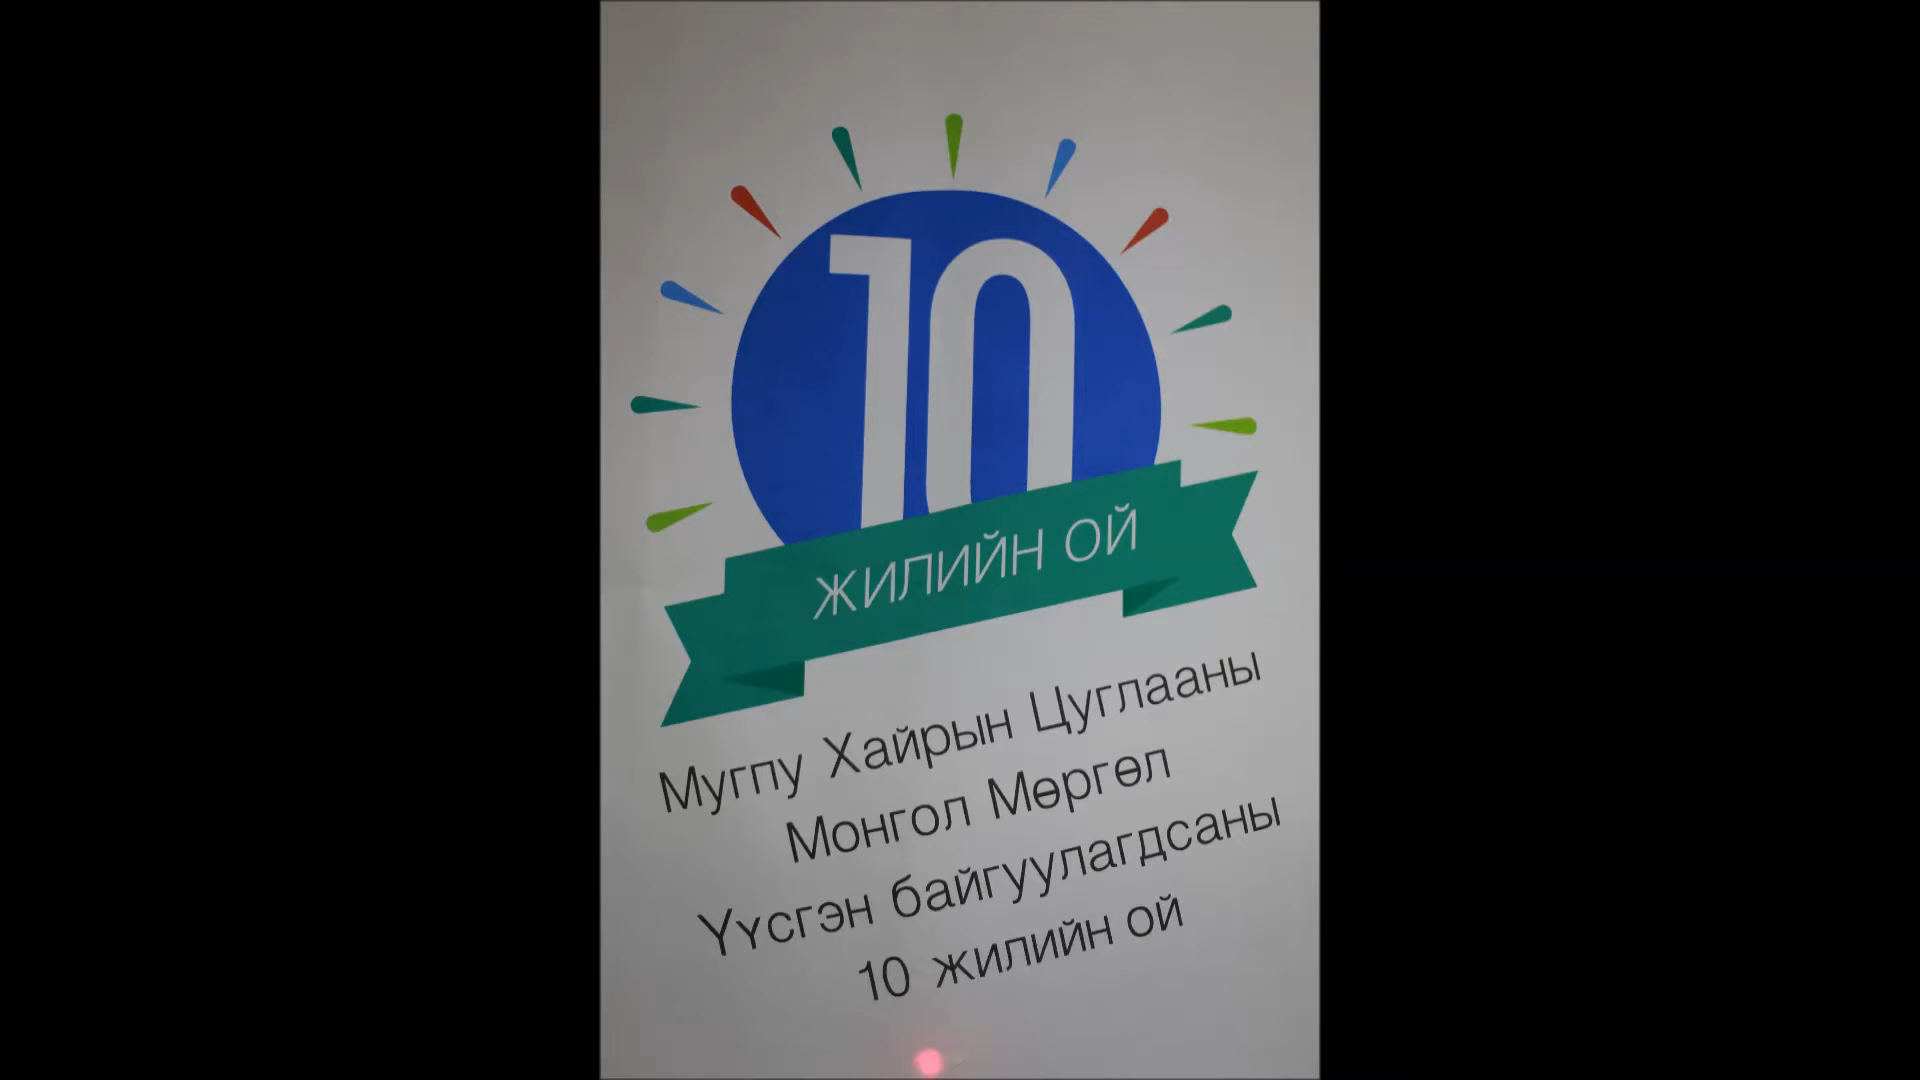 10
ЖИЛИЙН ОЙ
Мугпу Хайрын Цуглааны
Монгол Мөргөл
Үүсгэн байгуулагдсаны
10 жилийн ой